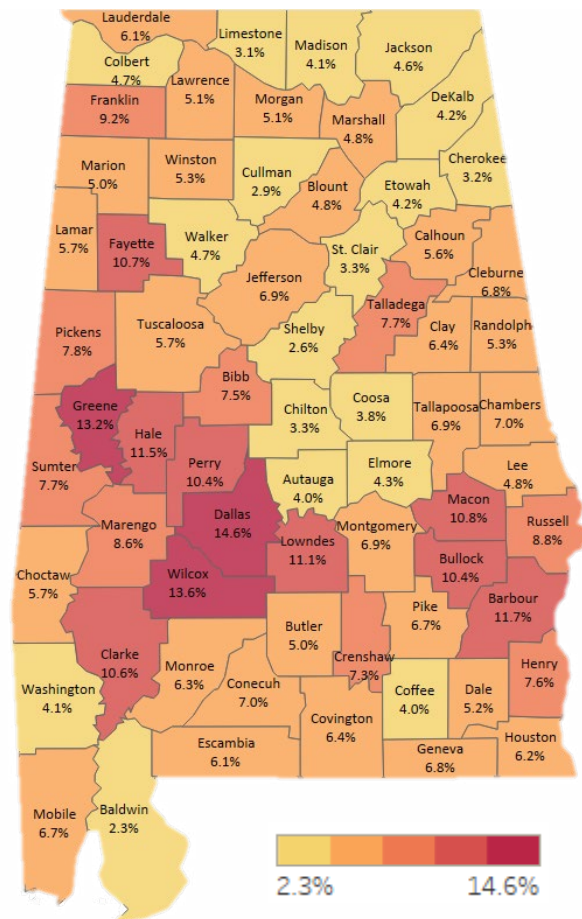 Lauderdale
6.1%
Limestone
3.1%
Madison
4.1%
Jackson
4.6%
Colbert
4.7%
Lawrence
5.1%
Franklin
9.2%
Morgan
5.1%
Marshall
4.8%
DeKalb
4.2%
Marion
5.0%
Winston
5.3%
Cullman
2.9%
Blount
4.8%
Etowah
4.2%
Cherokee
3.2%
Lamar
5.7%
Fayette
10.7%
Walker
4.7%
Jefferson
6.9%
St. Clair
3.3%
Calhoun
5.6%
Cleburne
6.8%
Pickens
7.8%
Tuscaloosa
5.7%
Shelby
2.6%
Talladega
7.7%
Clay
6.4%
Randolph
5.3%
Greene
13.2%
Hale
11.5%
Bibb
7.5%
Chilton
3.3%
Coosa
3.8%
Tallapoosa
6.9%
Chambers
7.0%
Sumter
7.7%
Perry
10.4%
Autauga
4.0%
Elmore
4.3%
Lee
4.8%
Marengo
8.6%
Dallas
14.6%
Lowndes
11.1%
Montgomery
6.9%
Macon
10.8%
Russell
8.8%
Choctaw
5.7%
Wilcox
13.6%
Bullock
10.4%
Barbour
11.7%
Clarke
10.6%
Monroe
6.3%
Butler
5.0%
Crenshaw
7.3%
Pike
6.7%
Washington
4.1%
Conecuh
7.0%
Covington
6.4%
Coffee
4.0%
Dale
5.2%
Henry
7.6%
Escambia
6.1%
Geneva
6.8%
Houston
6.2%
Mobile
6.7%
Baldwin
2.3%
2.3%
14.6%